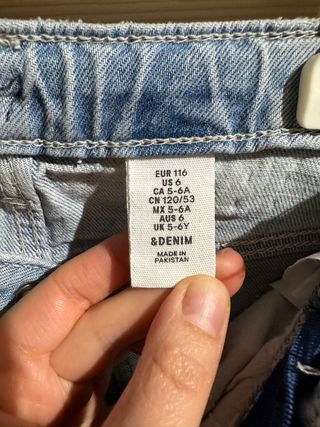 EUR 116
US 6
CA 5-6A
CN 120/53
MX 5-6A
AUS 6
UK 5-6Y
&DENIM
MADE IN
PAKISTAN